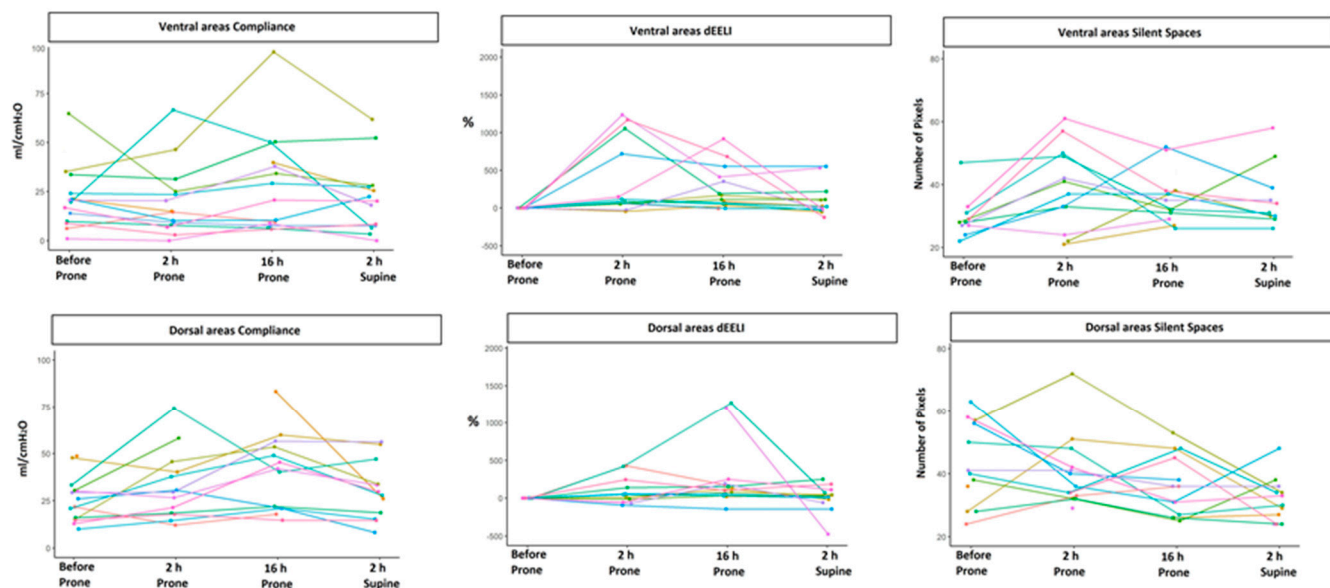 Ventral areas Compliance
ml/cmH₂O
100
75
50
25
0
Before Prone
2 h Prone
16 h Prone
2 h Supine
Ventral areas dEELI
%
2000
1500
1000
500
0
-500
Before Prone
2 h Prone
16 h Prone
2 h Supine
Ventral areas Silent Spaces
Number of Pixels
80
60
40
20
Before Prone
2 h Prone
16 h Prone
2 h Supine
Dorsal areas Compliance
ml/cmH₂O
100
75
50
25
0
Before Prone
2 h Prone
16 h Prone
2 h Supine
Dorsal areas dEELI
%
2000
1500
1000
500
0
-500
Before Prone
2 h Prone
16 h Prone
2 h Supine
Dorsal areas Silent Spaces
Number of Pixels
80
60
40
20
Before Prone
2 h Prone
16 h Prone
2 h Supine